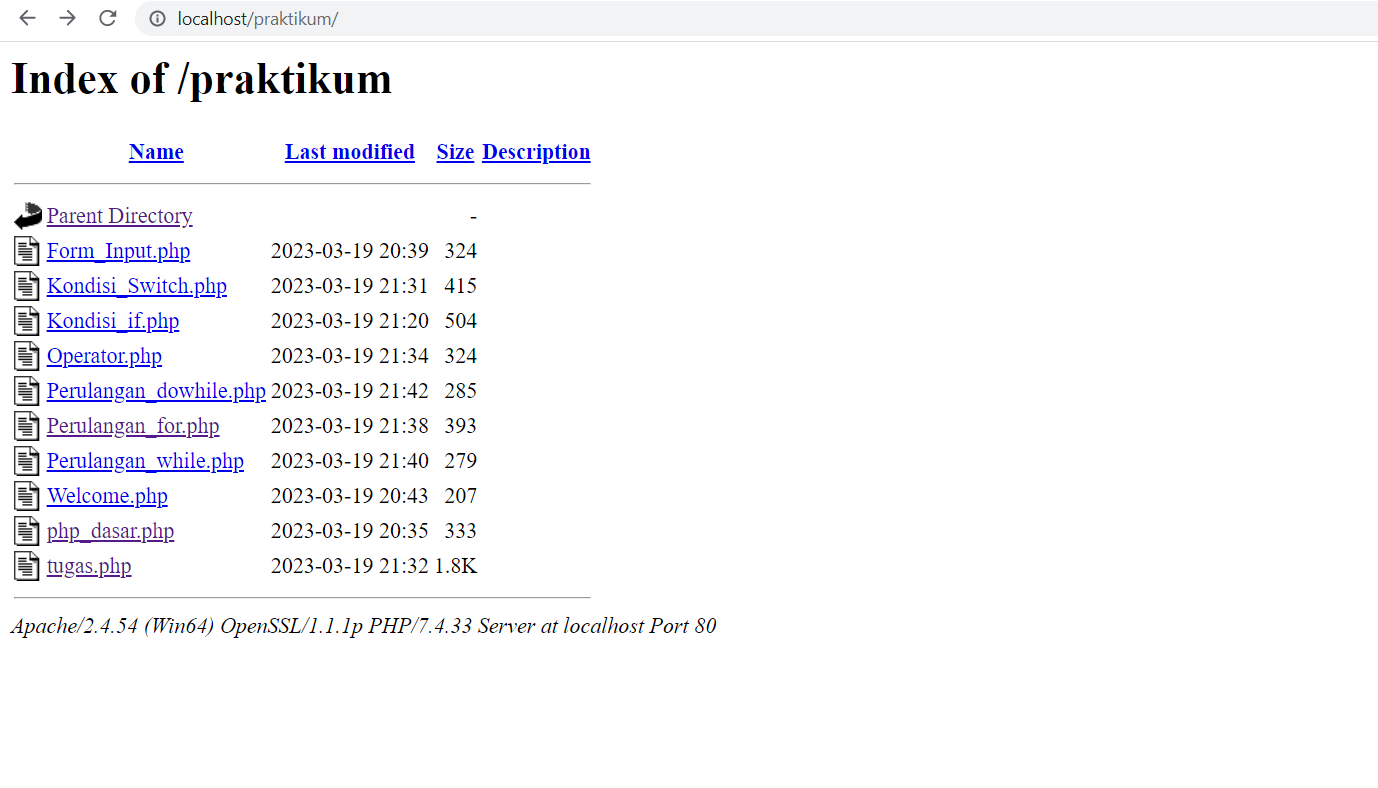 localhost/praktikum/
Index of /praktikum
Name Last modified Size Description
Parent Directory -
Form_Input.php 2023-03-19 20:39 324
Kondisi_Switch.php 2023-03-19 21:31 415
Kondisi_if.php 2023-03-19 21:20 504
Operator.php 2023-03-19 21:34 324
Perulangan_dowhile.php 2023-03-19 21:42 285
Perulangan_for.php 2023-03-19 21:38 393
Perulangan_while.php 2023-03-19 21:40 279
Welcome.php 2023-03-19 20:43 207
php_dasar.php 2023-03-19 20:35 333
tugas.php 2023-03-19 21:32 1.8K
Apache/2.4.54 (Win64) OpenSSL/1.1.1p PHP/7.4.33 Server at localhost Port 80